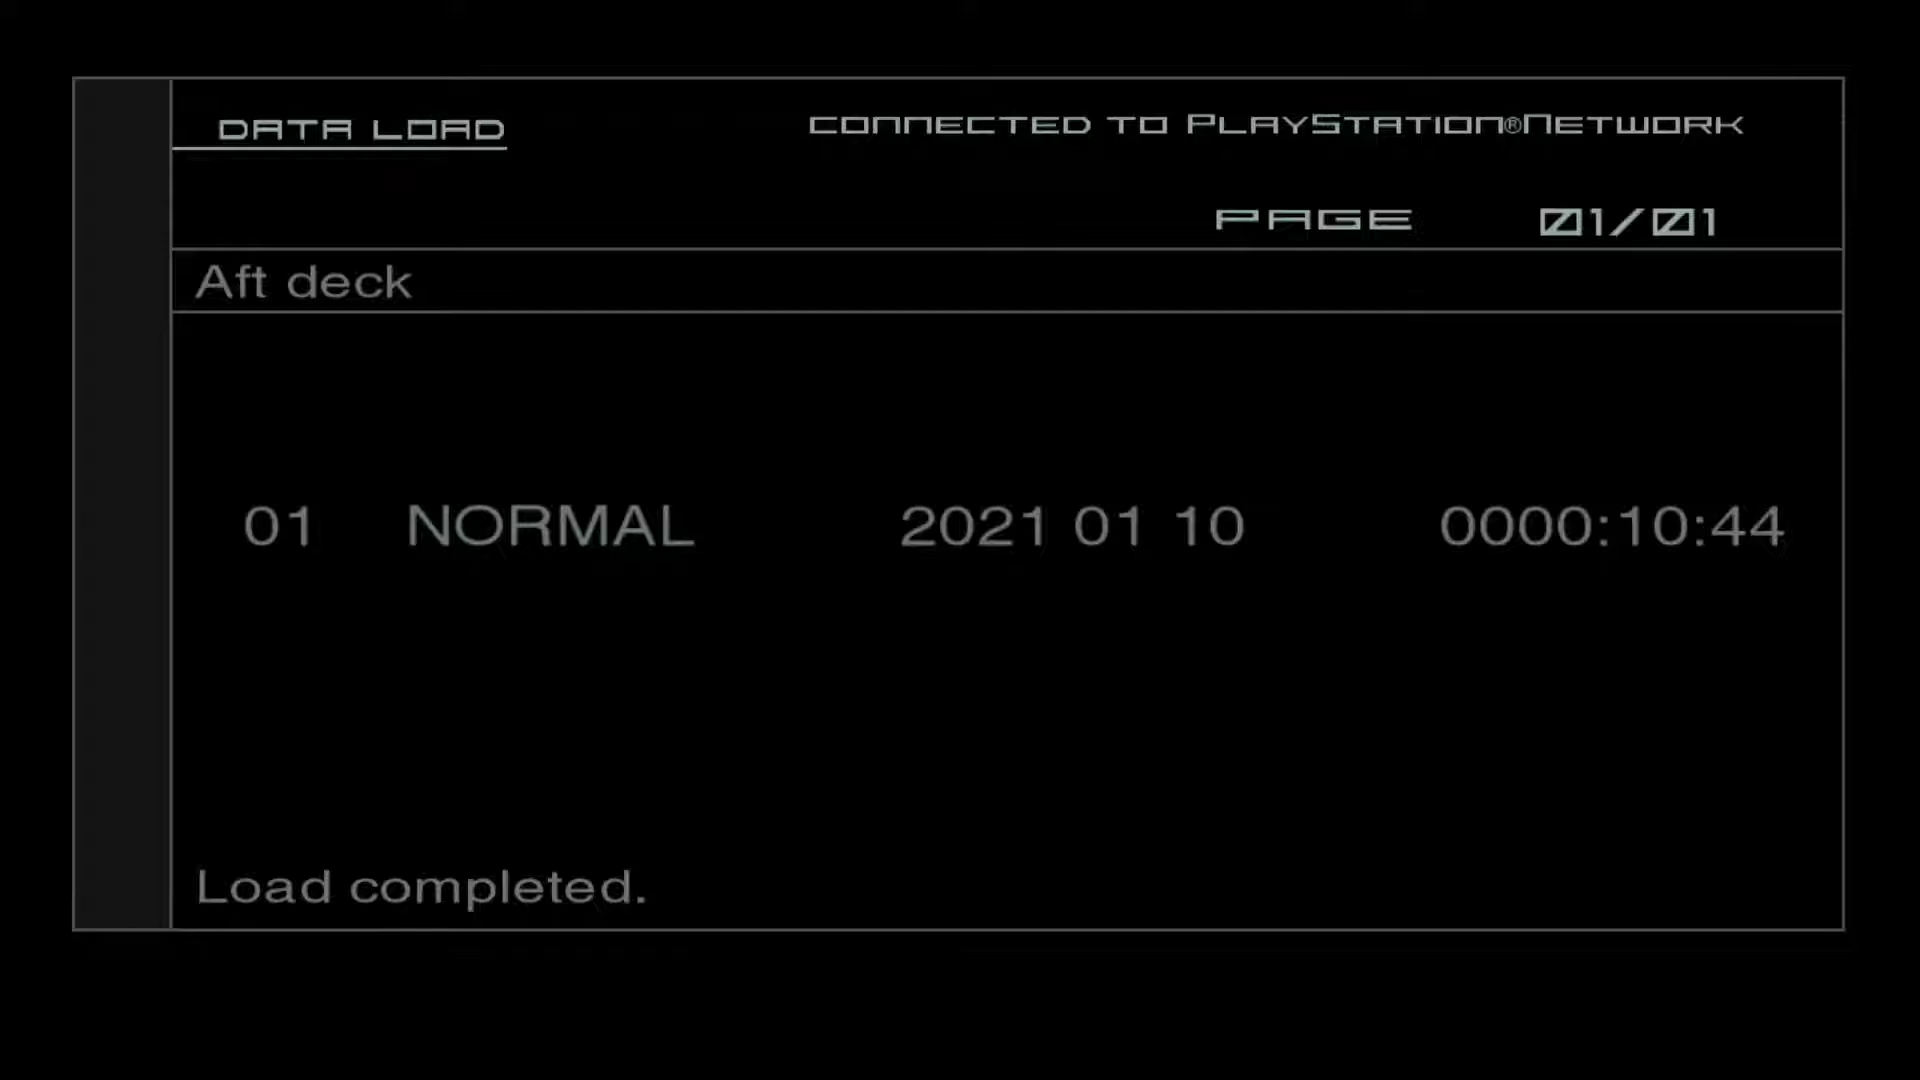 DATA LOAD
CONNECTED TO PLAYSTATION®NETWORK
PAGE 01/01
Aft deck
01 NORMAL 2021 01 10 0000:10:44
Load completed.